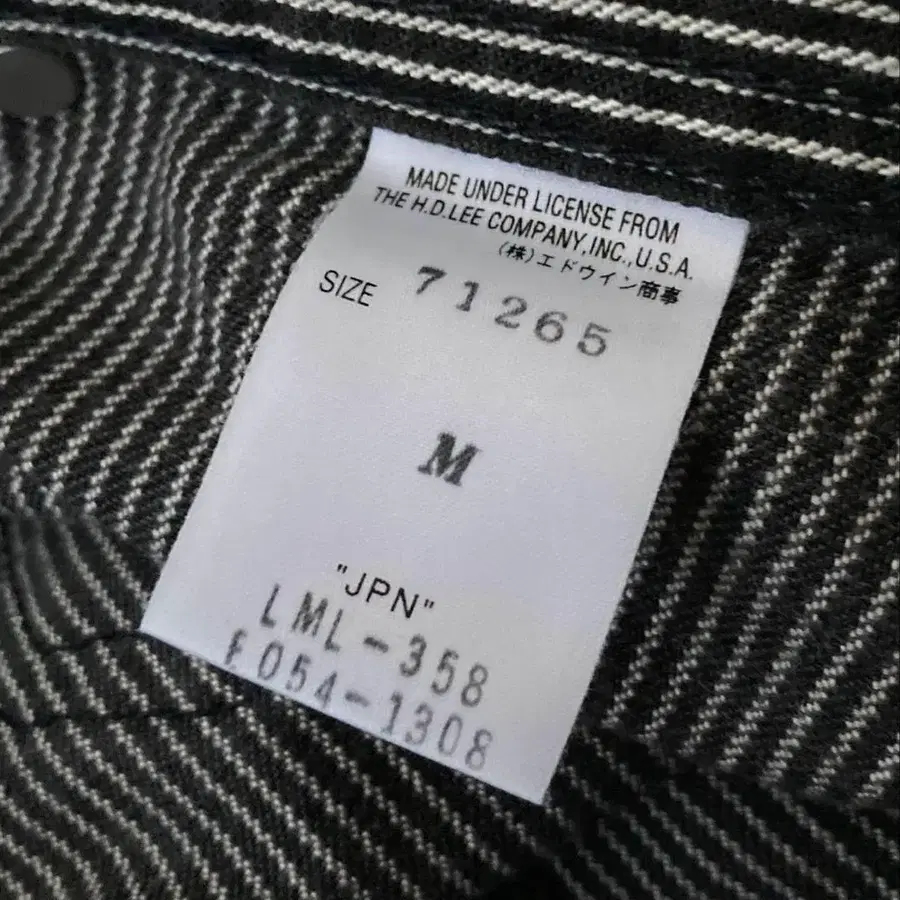 MADE UNDER LICENSE FROM
THE H.D.LEE COMPANY,INC.,U.S.A.
(株)エドウイン商事
SIZE 71265
M
"JPN"
LML-358
E054-1308